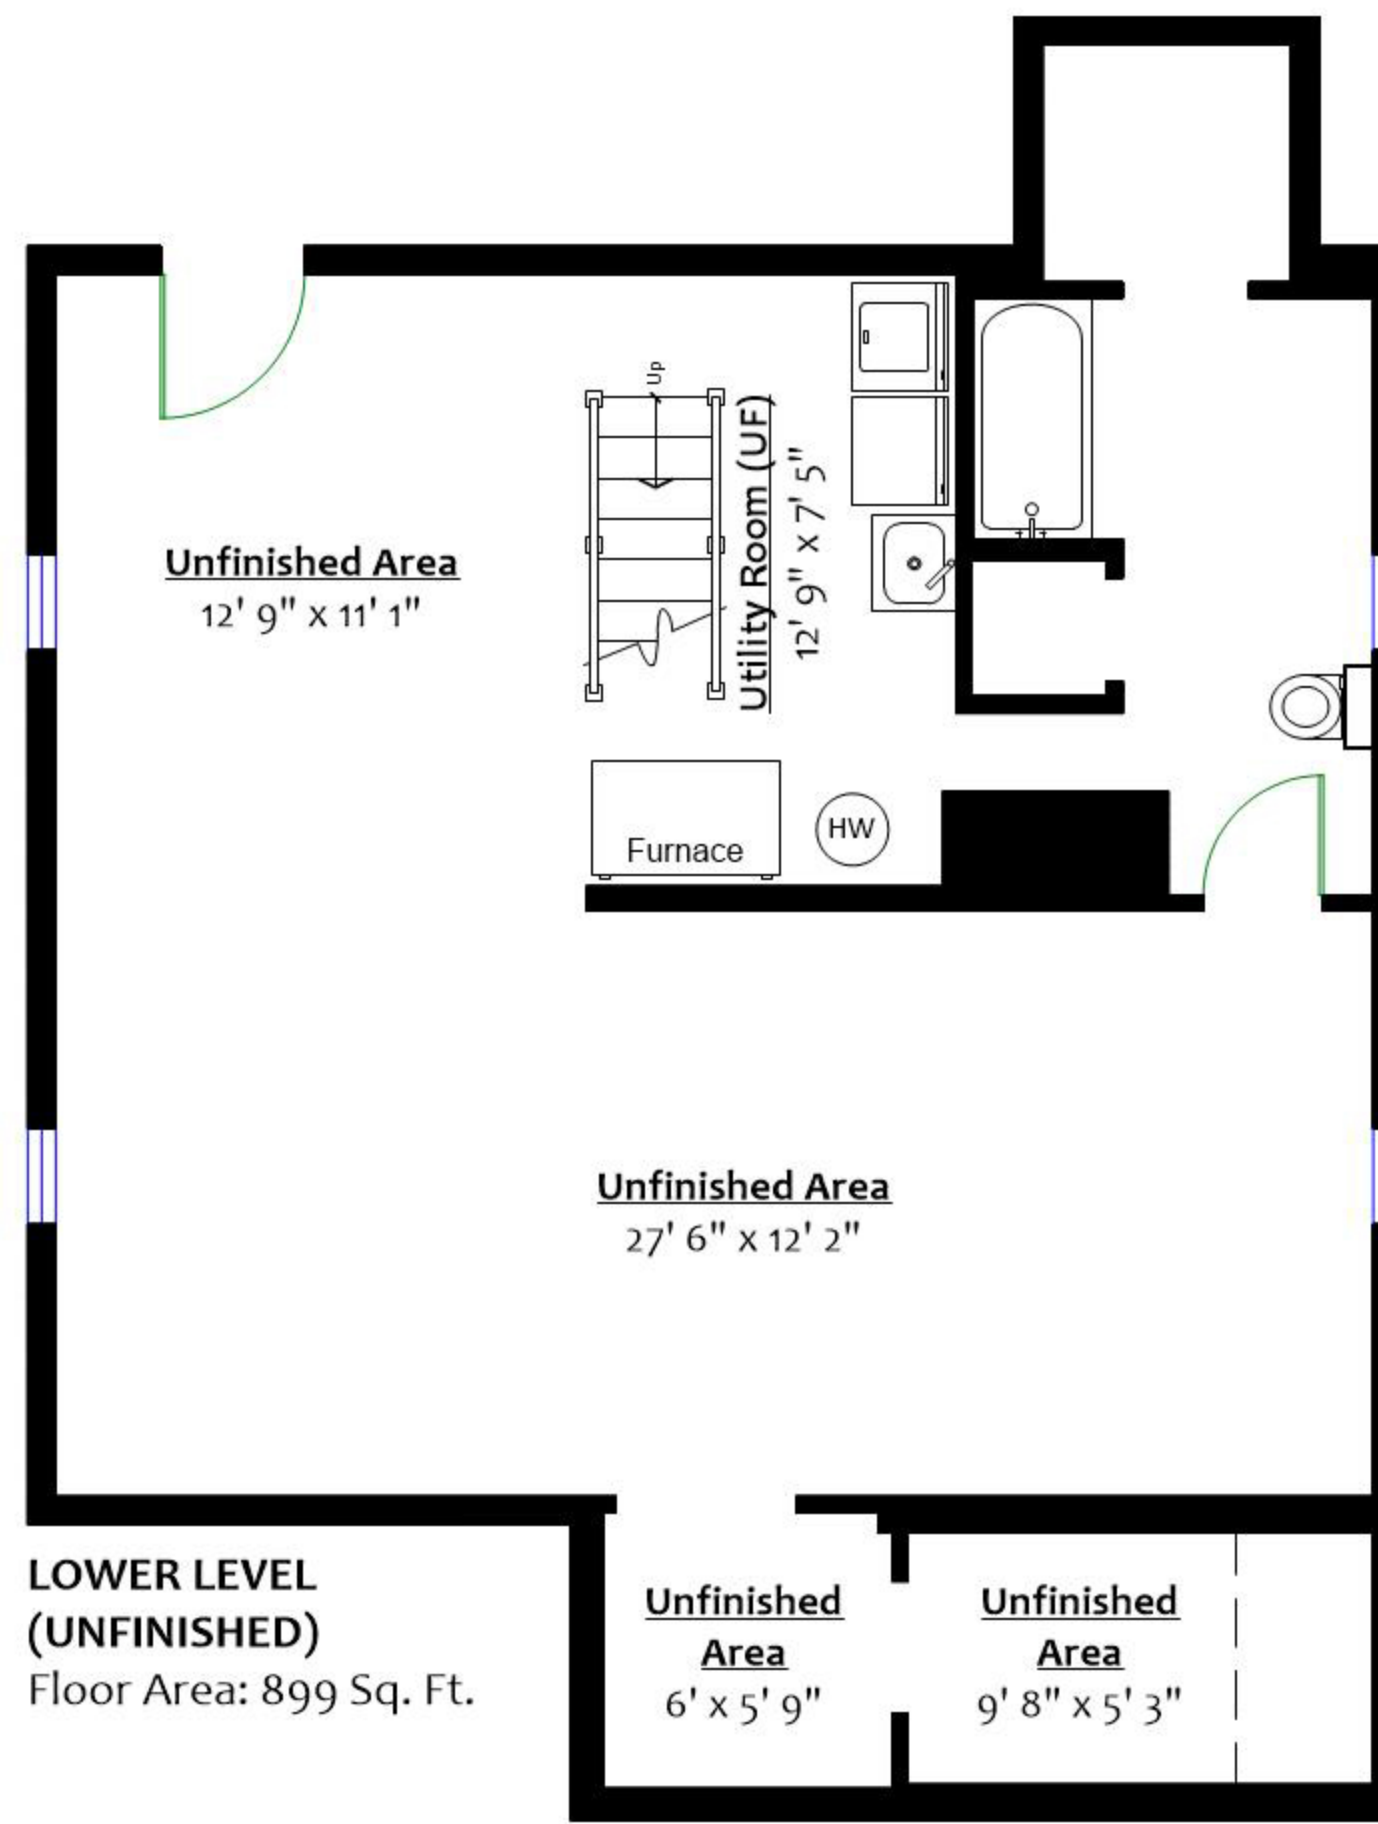 Up
Utility Room (UF)
12' 9" x 7' 5"
Unfinished Area
12' 9" x 11' 1"
Furnace
HW
Unfinished Area
27' 6" x 12' 2"
LOWER LEVEL
(UNFINISHED)
Floor Area: 899 Sq. Ft.
Unfinished
Area
6' x 5' 9"
Unfinished
Area
9' 8" x 5' 3"